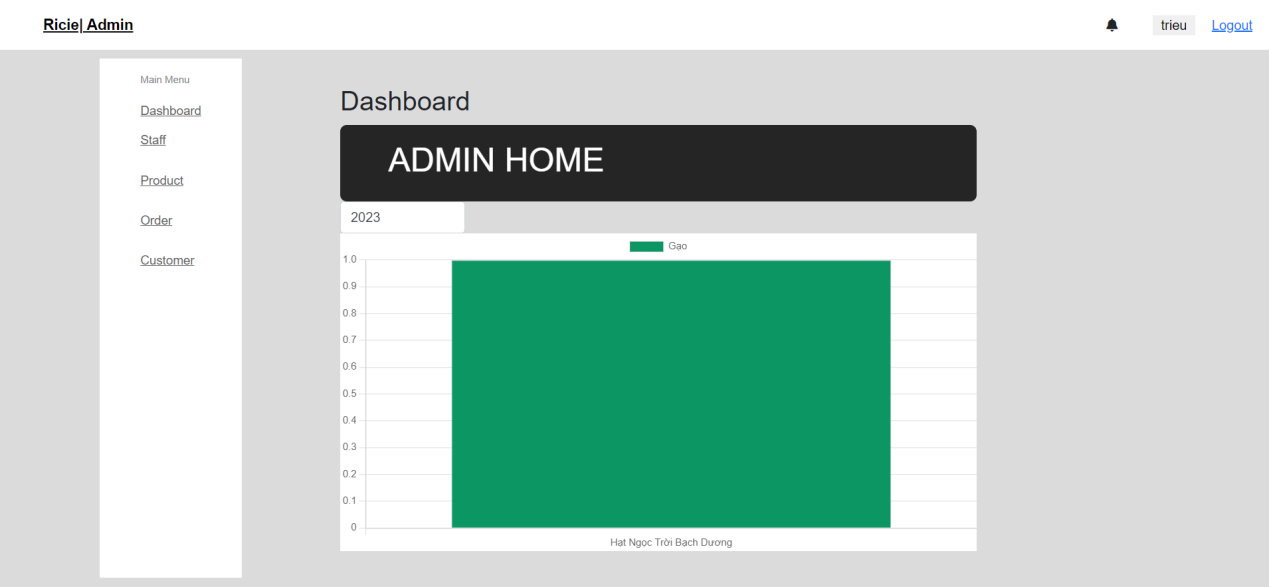 Ricie| Admin
trieu
Logout
Main Menu
Dashboard
Staff
Product
Order
Customer
Dashboard
ADMIN HOME
2023
Gạo
1.0
0.9
0.8
0.7
0.6
0.5
0.4
0.3
0.2
0.1
0
Hạt Ngọc Trời Bạch Dương